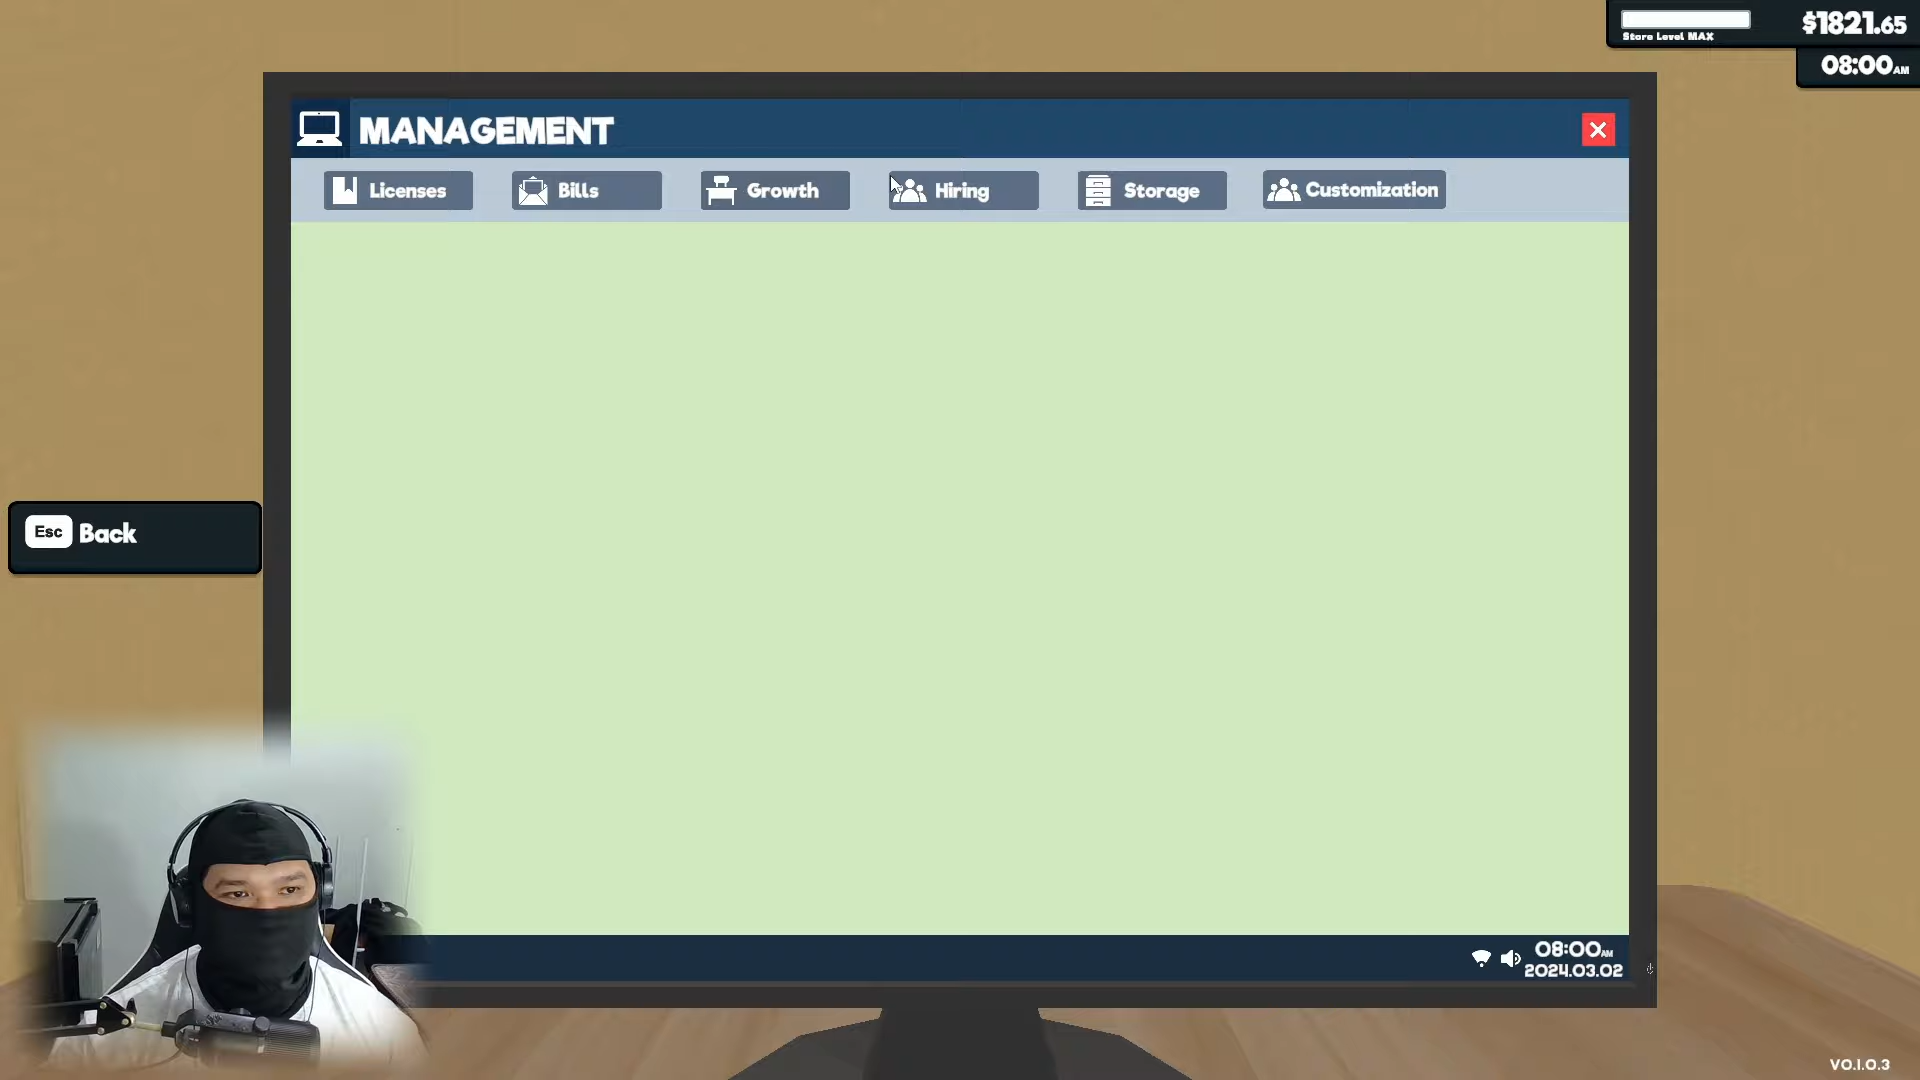 Store Level MAX
$1821.65
08:00AM
MANAGEMENT
Licenses
Bills
Growth
Hiring
Storage
Customization
Esc Back
08:00AM
2024.03.02
V0.1.0.3